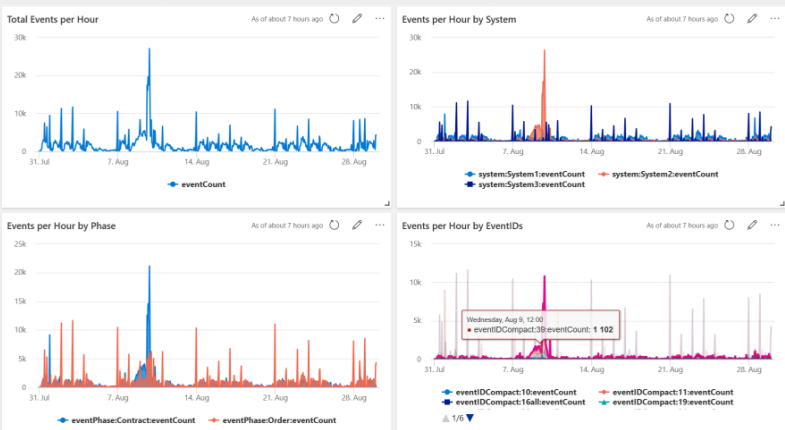 Total Events per Hour
As of about 7 hours ago
30k
20k
10k
0
31. Jul
7. Aug
14. Aug
21. Aug
28. Aug
eventCount
Events per Hour by System
As of about 7 hours ago
30k
20k
10k
0
31. Jul
7. Aug
14. Aug
21. Aug
28. Aug
system:System1:eventCount
system:System2:eventCount
system:System3:eventCount
Events per Hour by Phase
As of about 7 hours ago
25k
20k
15k
10k
5k
0
31. Jul
7. Aug
14. Aug
21. Aug
28. Aug
eventPhase:Contract:eventCount
eventPhase:Order:eventCount
Events per Hour by EventIDs
As of about 7 hours ago
15k
10k
5k
0
Wednesday, Aug 9, 12:00
eventIDCompact:39:eventCount: 1 102
31. Jul
7. Aug
14. Aug
21. Aug
28. Aug
eventIDCompact:10:eventCount
eventIDCompact:11:eventCount
eventIDCompact:16all:eventCount
eventIDCompact:19:eventCount
1/6